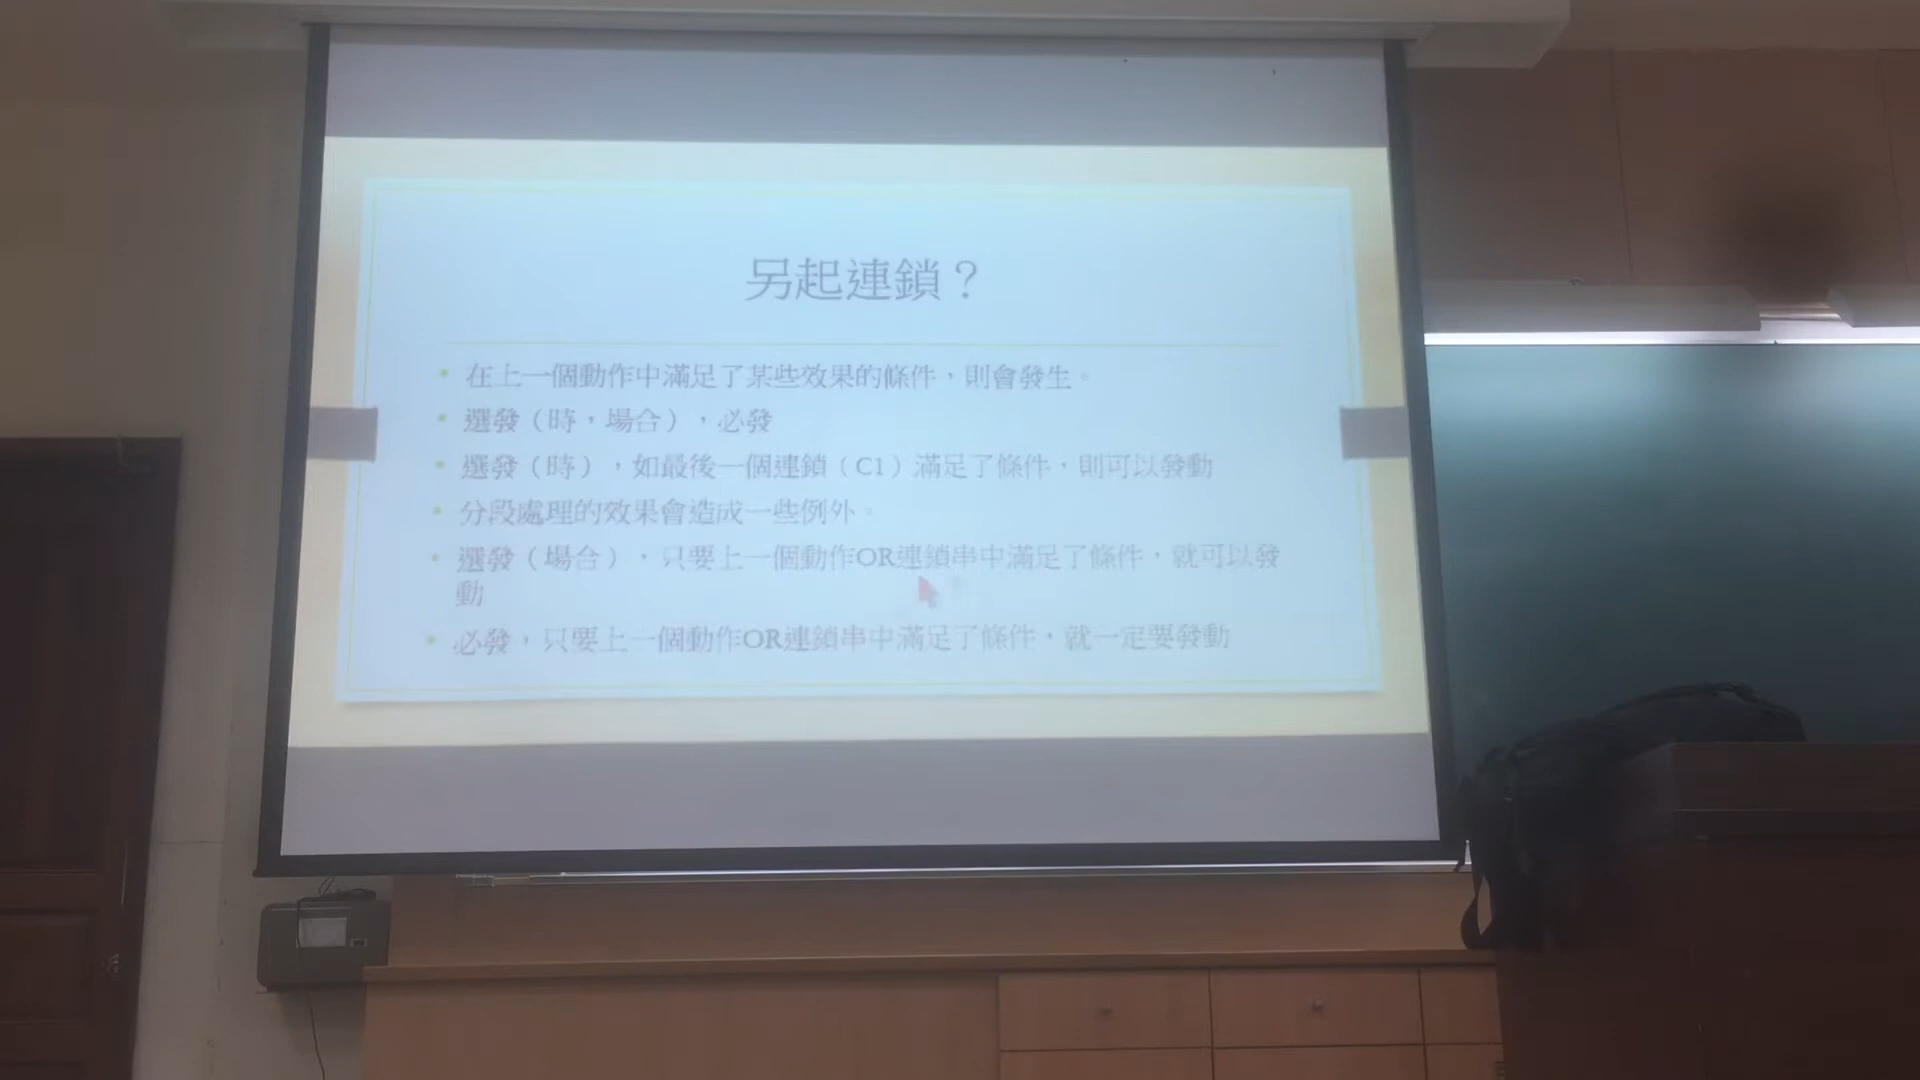 另起連鎖？
在上一個動作中滿足了某些效果的條件，則會發生。
選發（時，場合），必發
選發（時），如最後一個連鎖（C1）滿足了條件，則可以發動
分段處理的效果會造成一些例外。
選發（場合），只要上一個動作OR連鎖串中滿足了條件，就可以發
動
必發，只要上一個動作OR連鎖串中滿足了條件，就一定要發動